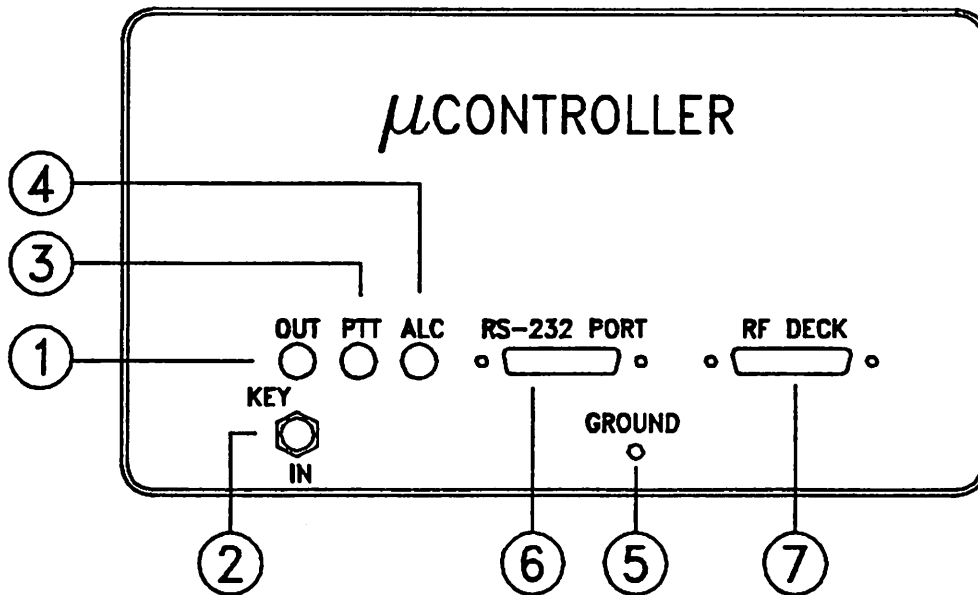 μCONTROLLER
4
3
OUT PTT ALC RS-232 PORT RF DECK
1
KEY
GROUND
2
IN
6 5 7